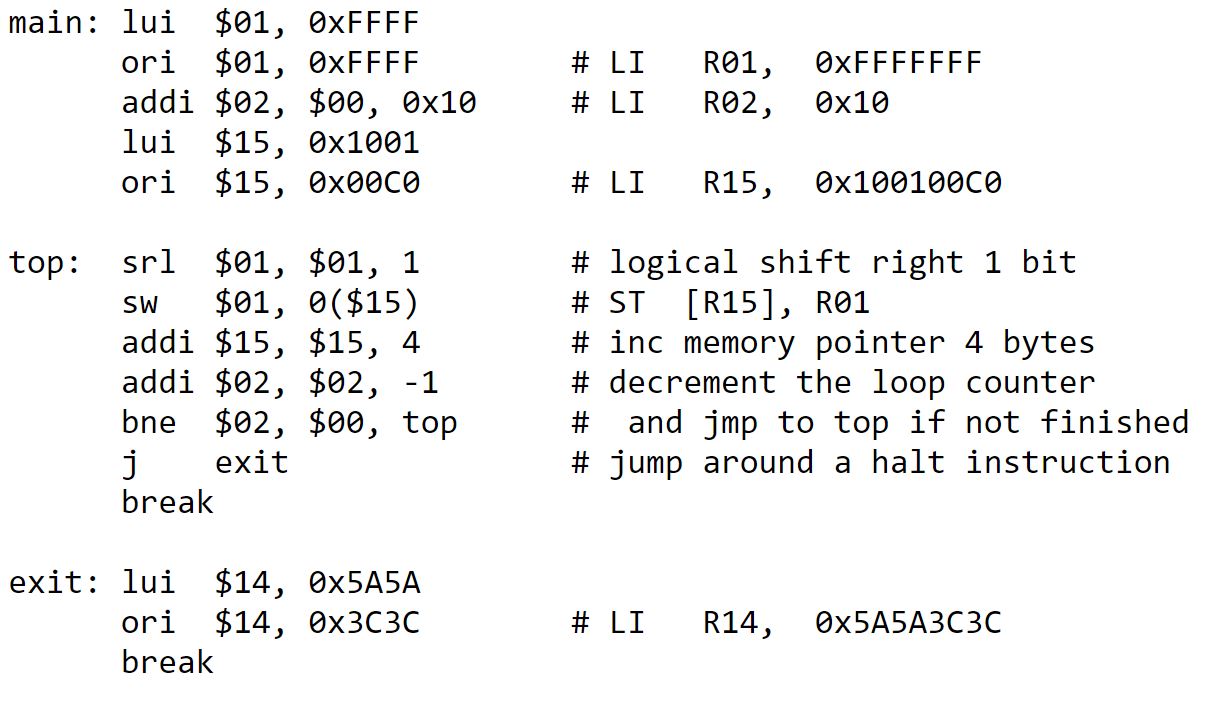 main: lui  $01, 0xFFFF
      ori  $01, 0xFFFF        # LI   R01,  0xFFFFFFF
      addi $02, $00, 0x10     # LI   R02,  0x10
      lui  $15, 0x1001
      ori  $15, 0x00C0        # LI   R15,  0x100100C0

top:  srl  $01, $01, 1        # logical shift right 1 bit
      sw   $01, 0($15)        # ST  [R15], R01
      addi $15, $15, 4        # inc memory pointer 4 bytes
      addi $02, $02, -1       # decrement the loop counter
      bne  $02, $00, top      #  and jmp to top if not finished
      j    exit               # jump around a halt instruction
      break

exit: lui  $14, 0x5A5A
      ori  $14, 0x3C3C        # LI   R14,  0x5A5A3C3C
      break